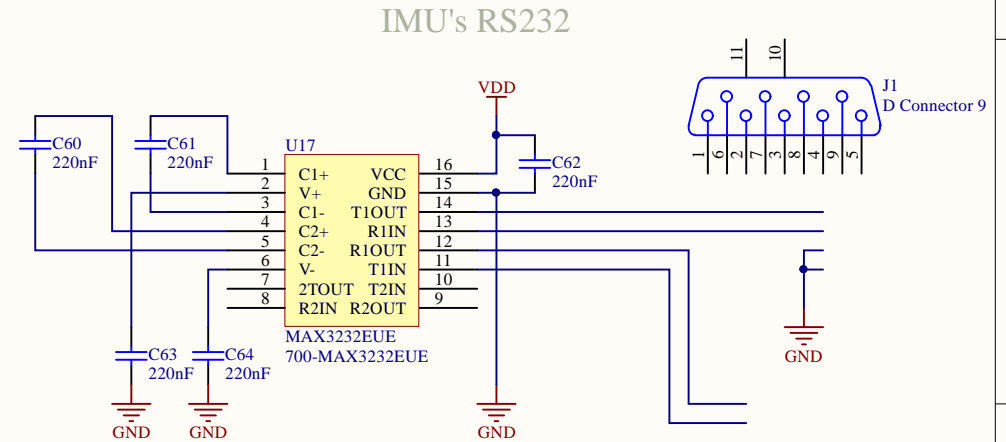 IMU's RS232
11
10
J1
D Connector 9
1
6
2
7
3
8
4
9
5
VDD
C60
220nF
C61
220nF
C62
220nF
U17
1
C1+
VCC
16
2
V+
GND
15
3
C1-
T1OUT
14
4
C2+
R1IN
13
5
C2-
R1OUT
12
6
V-
T1IN
11
7
2TOUT
T2IN
10
8
R2IN
R2OUT
9
MAX3232EUE
700-MAX3232EUE
C63
220nF
C64
220nF
GND
GND
GND
GND